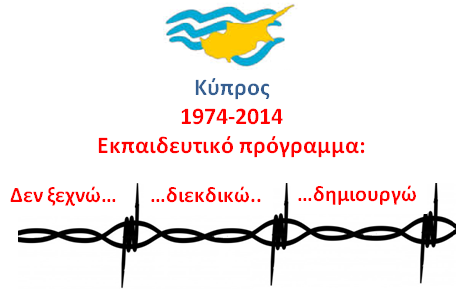 Κύπρος
1974-2014
Εκπαιδευτικό πρόγραμμα:
Δεν ξεχνώ... ...διεκδικώ.. ...δημιουργώ